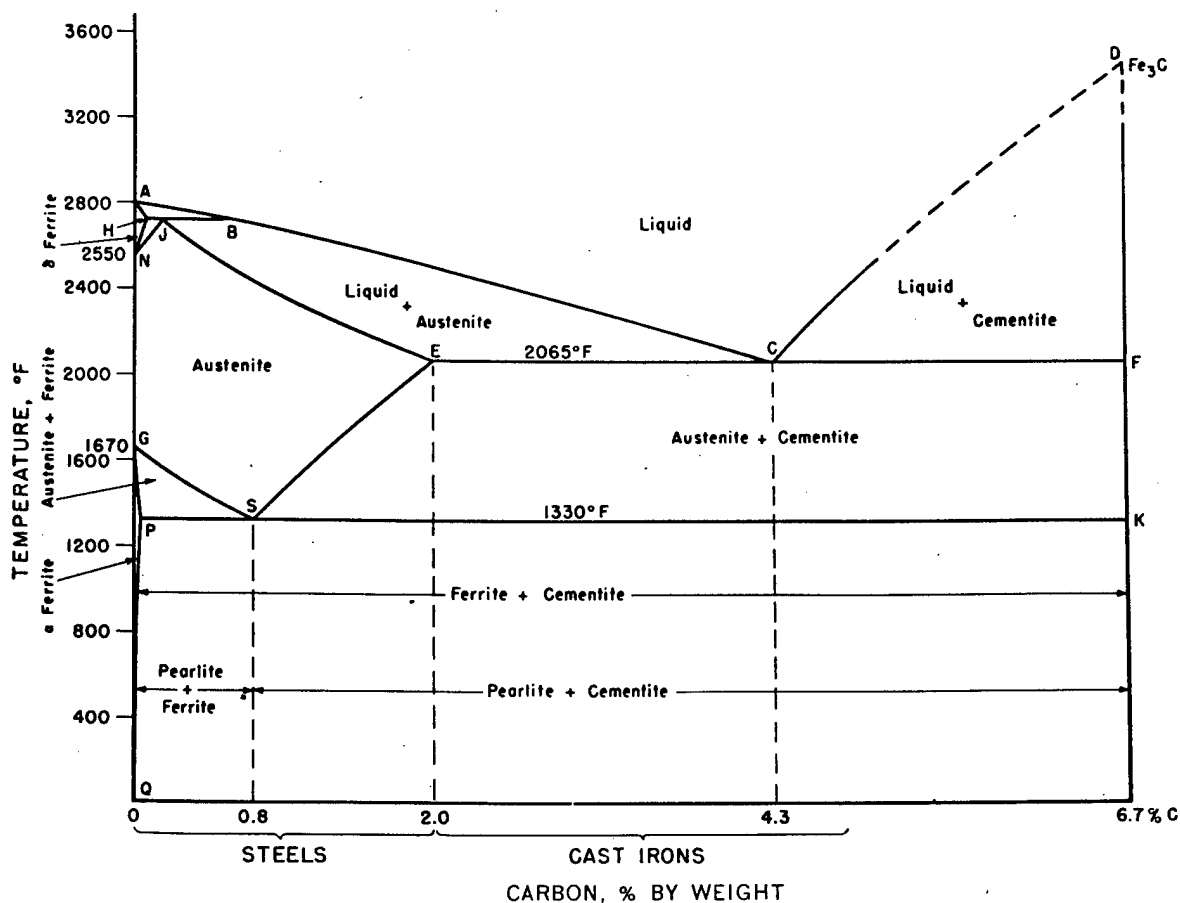 3600
D
Fe₃C
3200
A
2800
Liquid
δ Ferrite
H
J
B
2550
N
2400
Liquid
+
Austenite
Liquid
+
Cementite
E
2065°F
C
2000
F
Austenite
TEMPERATURE, °F
Austenite + Ferrite
1670
G
Austenite + Cementite
1600
S
1330°F
P
K
1200
α Ferrite
Ferrite + Cementite
800
Pearlite
+
Ferrite
Pearlite + Cementite
400
Q
0
0.8
2.0
4.3
6.7 % C
STEELS
CAST IRONS
CARBON, % BY WEIGHT